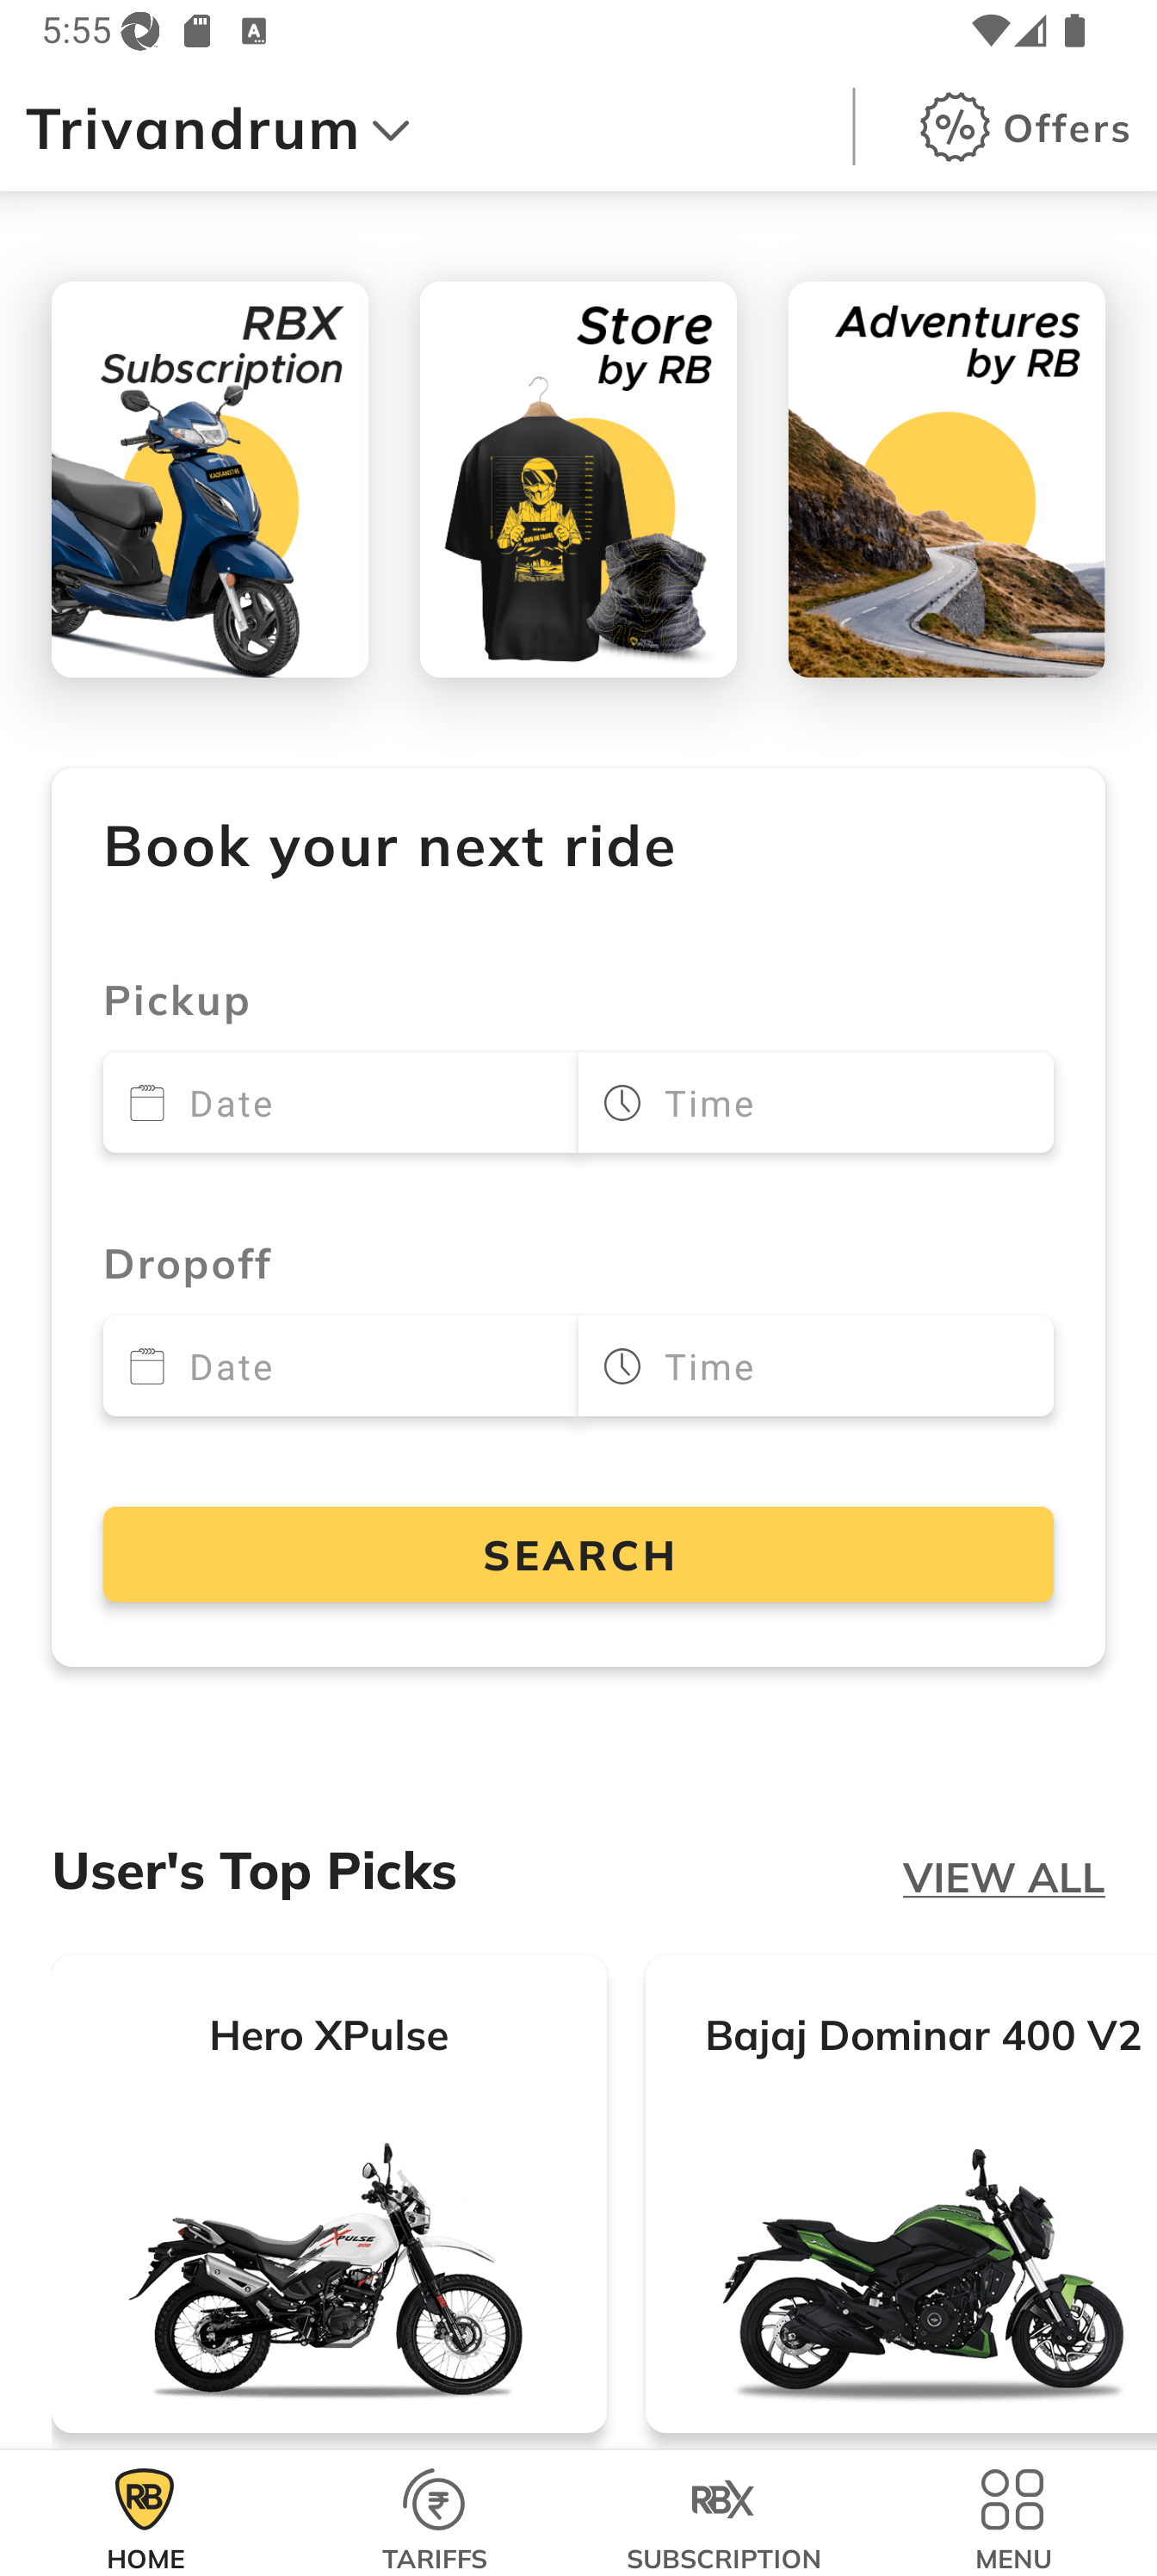 5:55
Trivandrum
Offers
RBX
Subscription
Store
by RB
Adventures
by RB
Book your next ride
Pickup
Date
Time
Dropoff
Date
Time
SEARCH
User's Top Picks
VIEW ALL
Hero XPulse
Bajaj Dominar 400 V2
RB
RBX
HOME
TARIFFS
SUBSCRIPTION
MENU